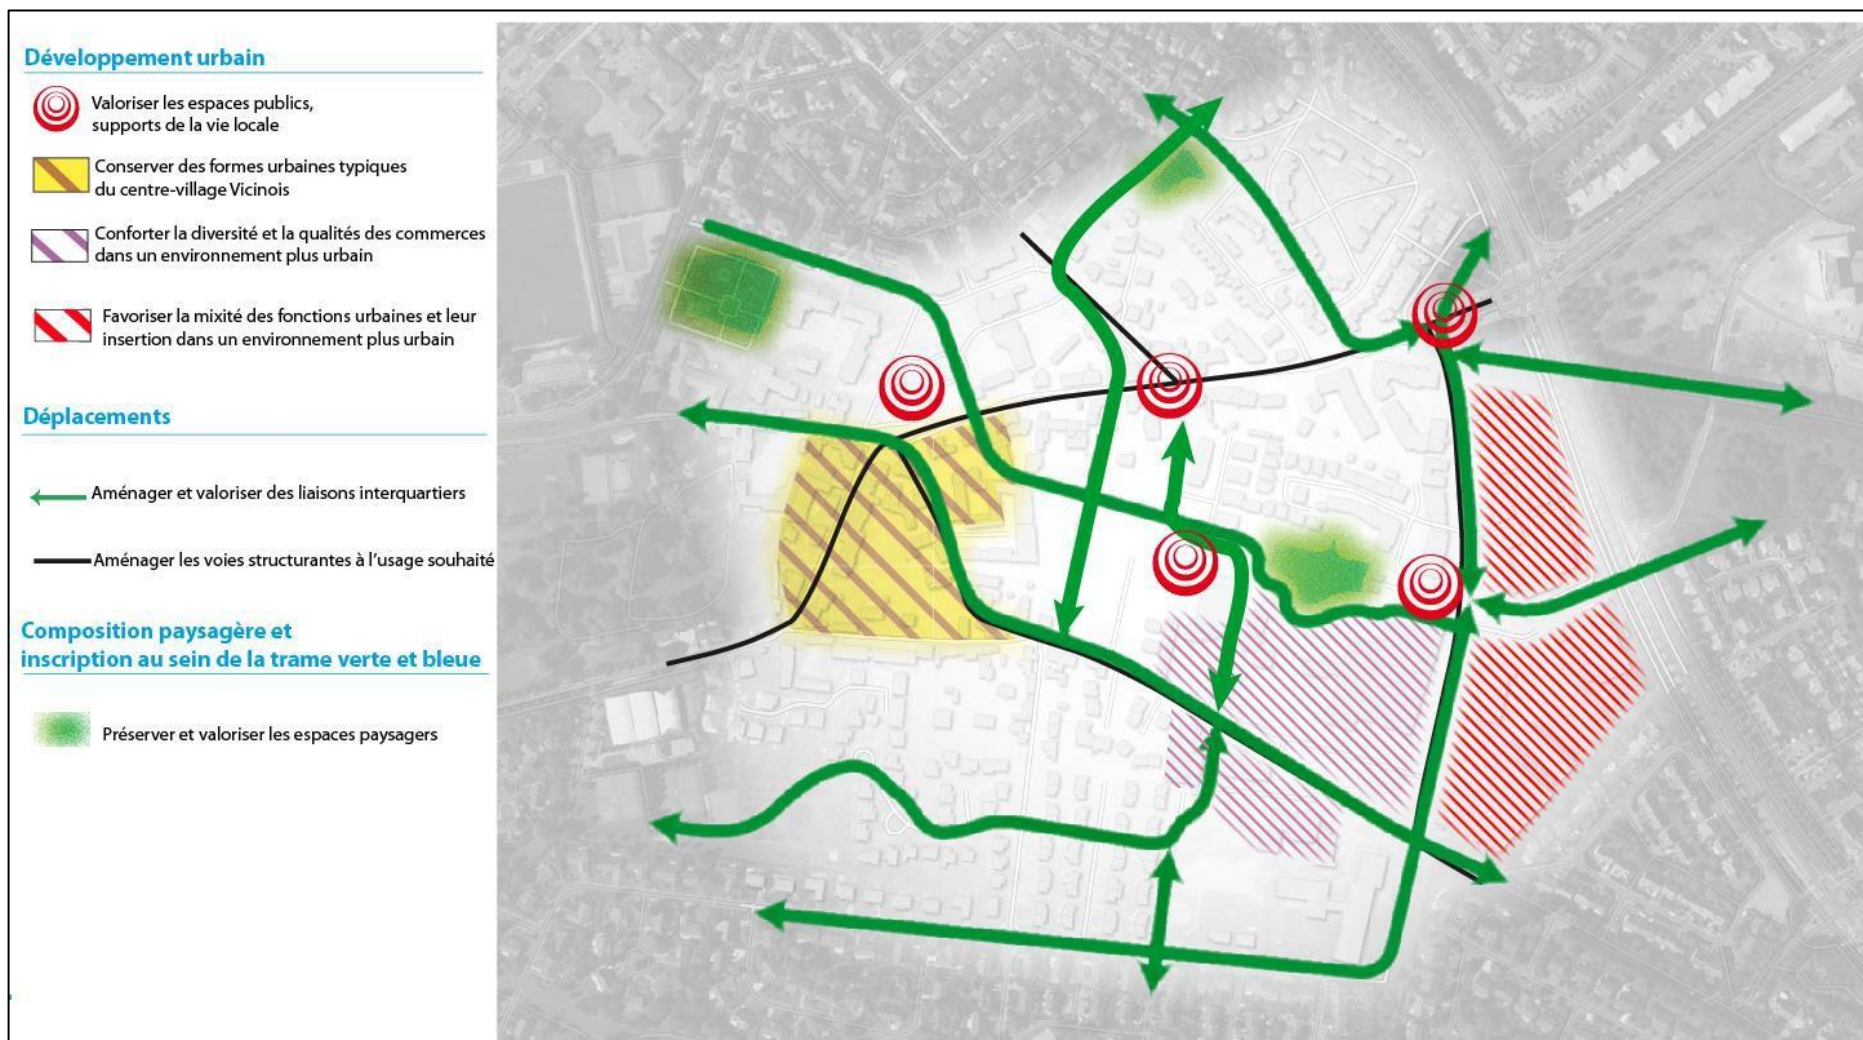 Développement urbain
Valoriser les espaces publics,
supports de la vie locale
Conserver des formes urbaines typiques
du centre-village Vicinois
Conforter la diversité et la qualités des commerces
dans un environnement plus urbain
Favoriser la mixité des fonctions urbaines et leur
insertion dans un environnement plus urbain
Déplacements
Aménager et valoriser des liaisons interquartiers
Aménager les voies structurantes à l'usage souhaité
Composition paysagère et
inscription au sein de la trame verte et bleue
Préserver et valoriser les espaces paysagers